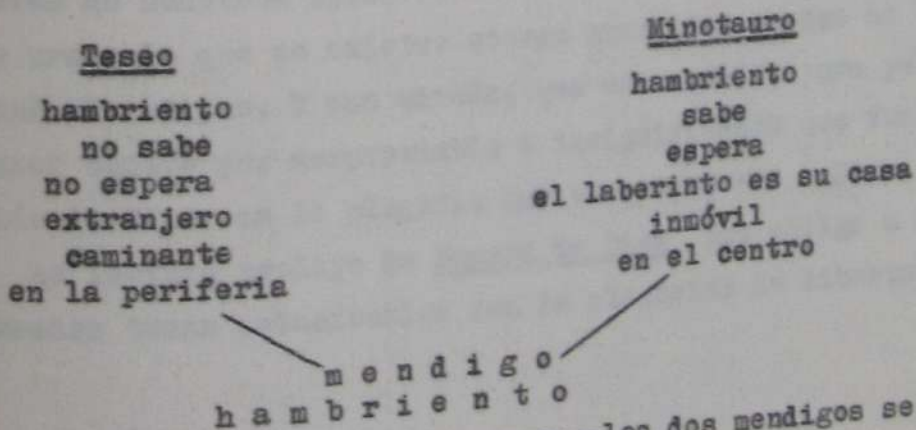 Teseo
hambriento
no sabe
no espera
extranjero
caminante
en la periferia
Minotauro
hambriento
sabe
espera
el laberinto es su casa
inmóvil
en el centro
m e n d i g o
h a m b r i e n t o
los dos mendigos se